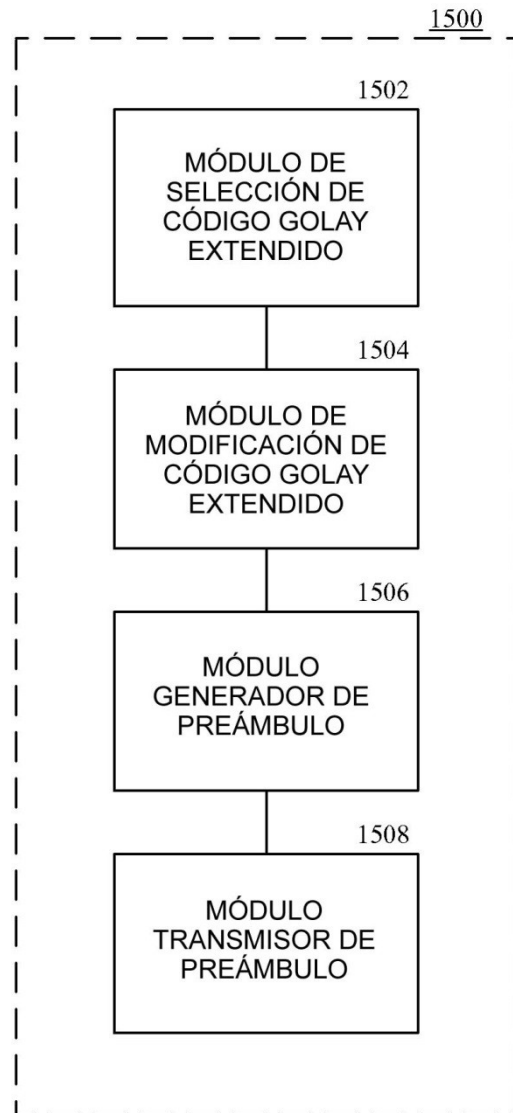 1500
1502
MÓDULO DE
SELECCIÓN DE
CÓDIGO GOLAY
EXTENDIDO
1504
MÓDULO DE
MODIFICACIÓN DE
CÓDIGO GOLAY
EXTENDIDO
1506
MÓDULO
GENERADOR DE
PREÁMBULO
1508
MÓDULO
TRANSMISOR DE
PREÁMBULO